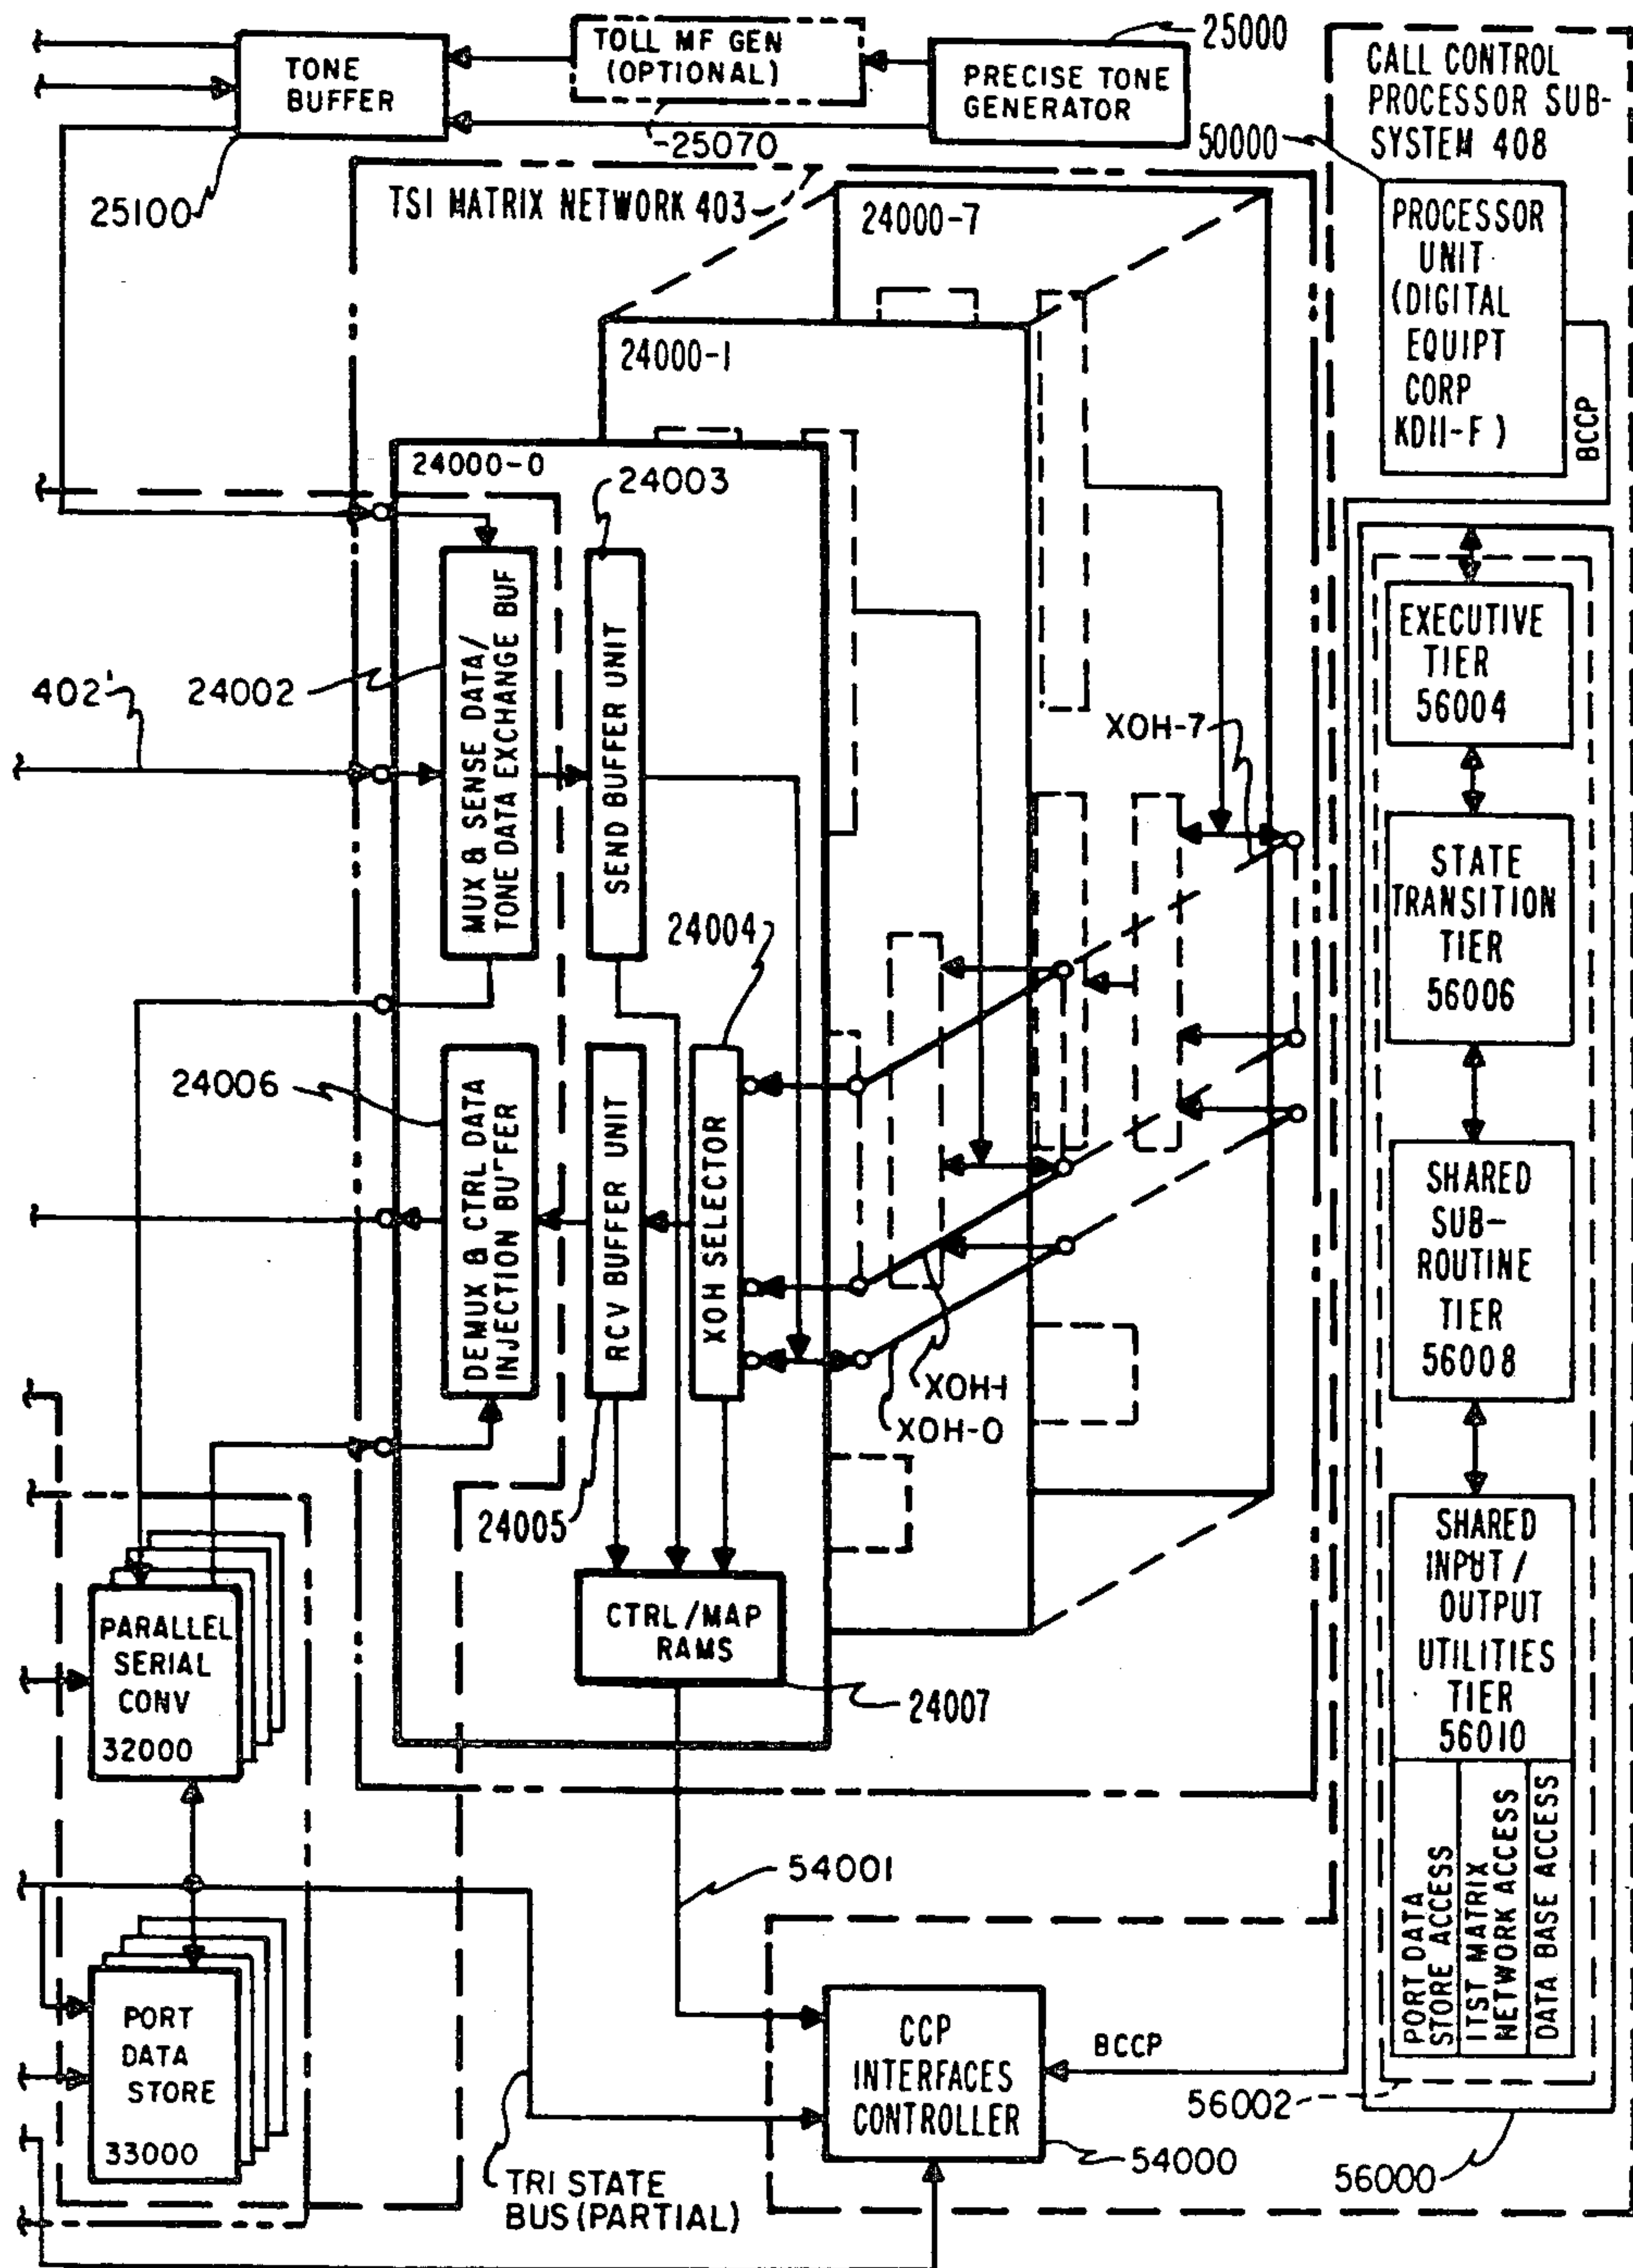 TONE
BUFFER
TOLL MF GEN
(OPTIONAL)
PRECISE TONE
GENERATOR
25000
25070
25100
CALL CONTROL
PROCESSOR SUB-
SYSTEM 408
50000
PROCESSOR
UNIT
(DIGITAL
EQUIPT
CORP
KD11-F)
BCCP
TSI MATRIX NETWORK 403
24000-7
24000-1
24000-0
24003
MUX & SENSE DATA/
TONE DATA EXCHANGE BUF
SEND BUFFER UNIT
402'
24002
XOH-7
24004
24006
DEMUX & CTRL DATA
INJECTION BUFFER
RCV BUFFER UNIT
XOH SELECTOR
XOH-1
XOH-0
24005
CTRL/MAP
RAMS
24007
EXECUTIVE
TIER
56004
STATE
TRANSITION
TIER
56006
SHARED
SUB-
ROUTINE
TIER
56008
SHARED
INPUT/
OUTPUT
UTILITIES
TIER
56010
PORT DATA
STORE ACCESS
ITST MATRIX
NETWORK ACCESS
DATA BASE ACCESS
PARALLEL
SERIAL
CONV
32000
54001
PORT
DATA
STORE
33000
CCP
INTERFACES
CONTROLLER
BCCP
56002
54000
56000
TRI STATE
BUS (PARTIAL)